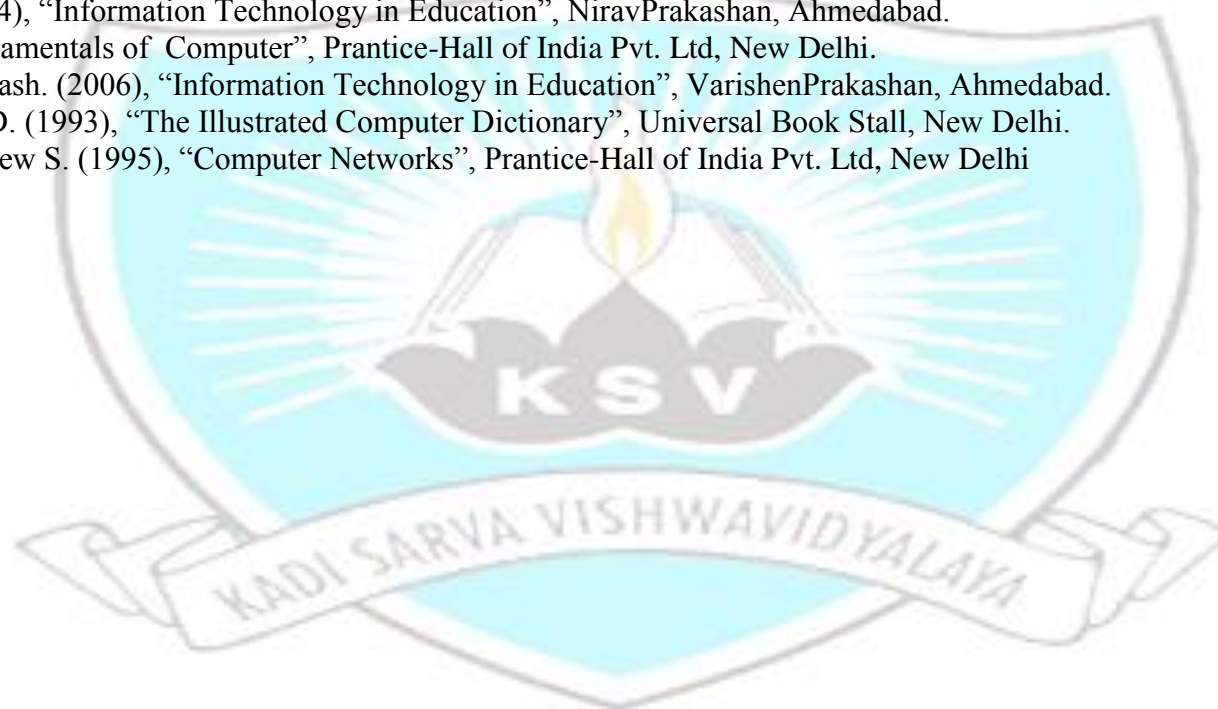 4), “Information Technology in Education”, NiravPrakashan, Ahmedabad.
amentals of Computer”, Prantice-Hall of India Pvt. Ltd, New Delhi.
ash. (2006), “Information Technology in Education”, VarishenPrakashan, Ahmedabad.
D. (1993), “The Illustrated Computer Dictionary”, Universal Book Stall, New Delhi.
ew S. (1995), “Computer Networks”, Prantice-Hall of India Pvt. Ltd, New Delhi
KSV
KADI SARVA VISHWAVIDYALAYA